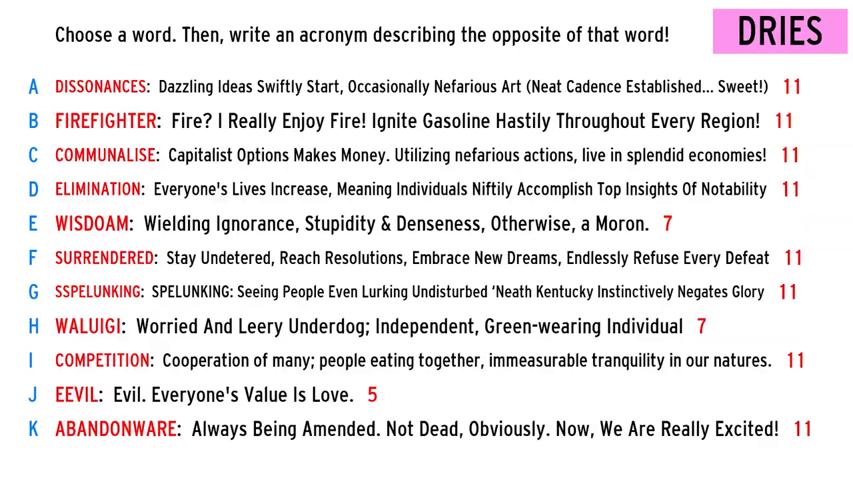 Choose a word. Then, write an acronym describing the opposite of that word!
DRIES
A DISSONANCES: Dazzling Ideas Swiftly Start, Occasionally Nefarious Art (Neat Cadence Established... Sweet!) 11
B FIREFIGHTER: Fire? I Really Enjoy Fire! Ignite Gasoline Hastily Throughout Every Region! 11
C COMMUNALISE: Capitalist Options Makes Money. Utilizing nefarious actions, live in splendid economies! 11
D ELIMINATION: Everyone's Lives Increase, Meaning Individuals Niftily Accomplish Top Insights Of Notability 11
E WISDOAM: Wielding Ignorance, Stupidity & Denseness, Otherwise, a Moron. 7
F SURRENDERED: Stay Undetered, Reach Resolutions, Embrace New Dreams, Endlessly Refuse Every Defeat 11
G SSPELUNKING: SPELUNKING: Seeing People Even Lurking Undisturbed 'Neath Kentucky Instinctively Negates Glory 11
H WALUIGI: Worried And Leery Underdog; Independent, Green-wearing Individual 7
I COMPETITION: Cooperation of many; people eating together, immeasurable tranquility in our natures. 11
J EEVIL: Evil. Everyone's Value Is Love. 5
K ABANDONWARE: Always Being Amended. Not Dead, Obviously. Now, We Are Really Excited! 11